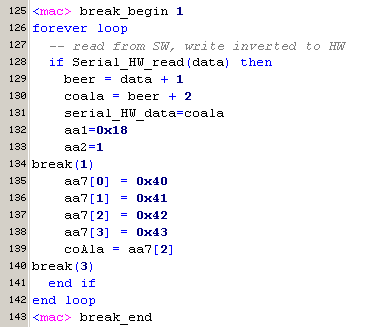 125 <mac> break_begin 1
126 forever loop
127   -- read from SW, write inverted to HW
128   if Serial_HW_read(data) then
129     beer = data + 1
130     coala = beer + 2
131     serial_HW_data=coala
132     aa1=0x18
133     aa2=1
134 break(1)
135     aa7[0] = 0x40
136     aa7[1] = 0x41
137     aa7[2] = 0x42
138     aa7[3] = 0x43
139     coAla = aa7[2]
140 break(3)
141   end if
142 end loop
143 <mac> break_end